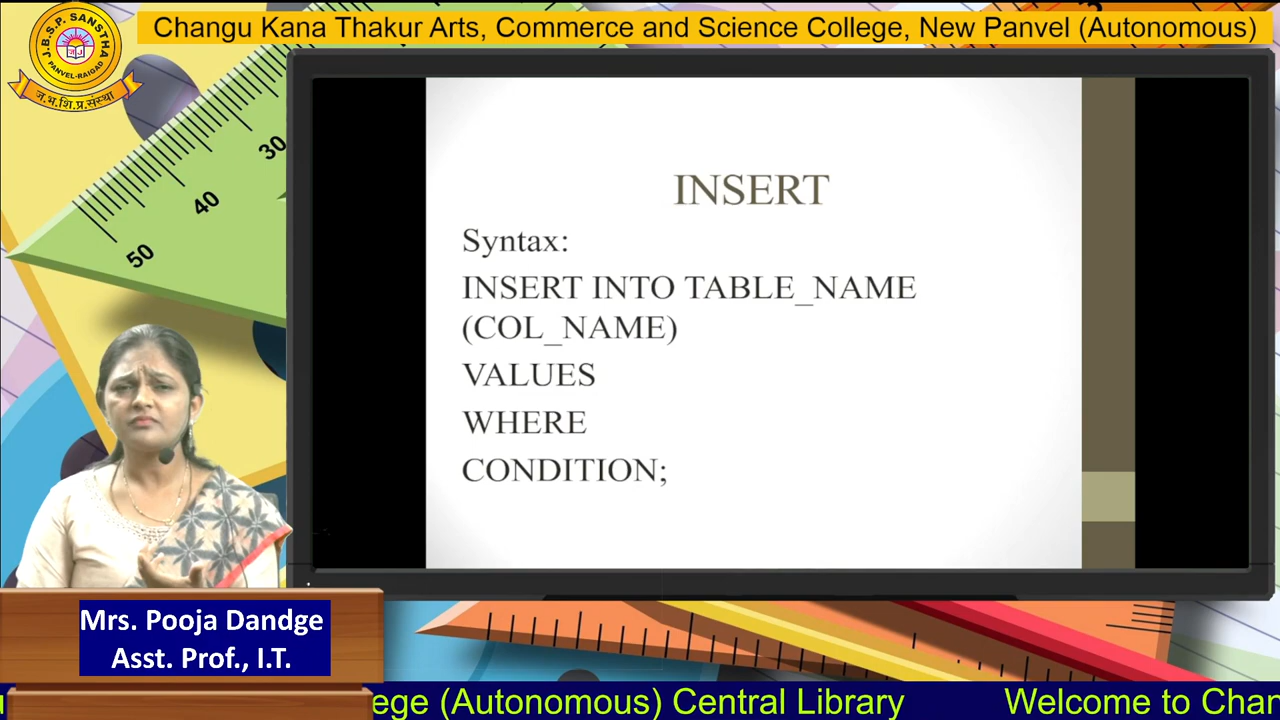 J.B.S.P. SANSTHA
PANVEL-RAIGAD
ज.भ.शि.प्र.संस्था
Changu Kana Thakur Arts, Commerce and Science College, New Panvel (Autonomous)
30
40
50
INSERT
Syntax:
INSERT INTO TABLE_NAME
(COL_NAME)
VALUES
WHERE
CONDITION;
Mrs. Pooja Dandge
Asst. Prof., I.T.
ege (Autonomous) Central Library Welcome to Chan